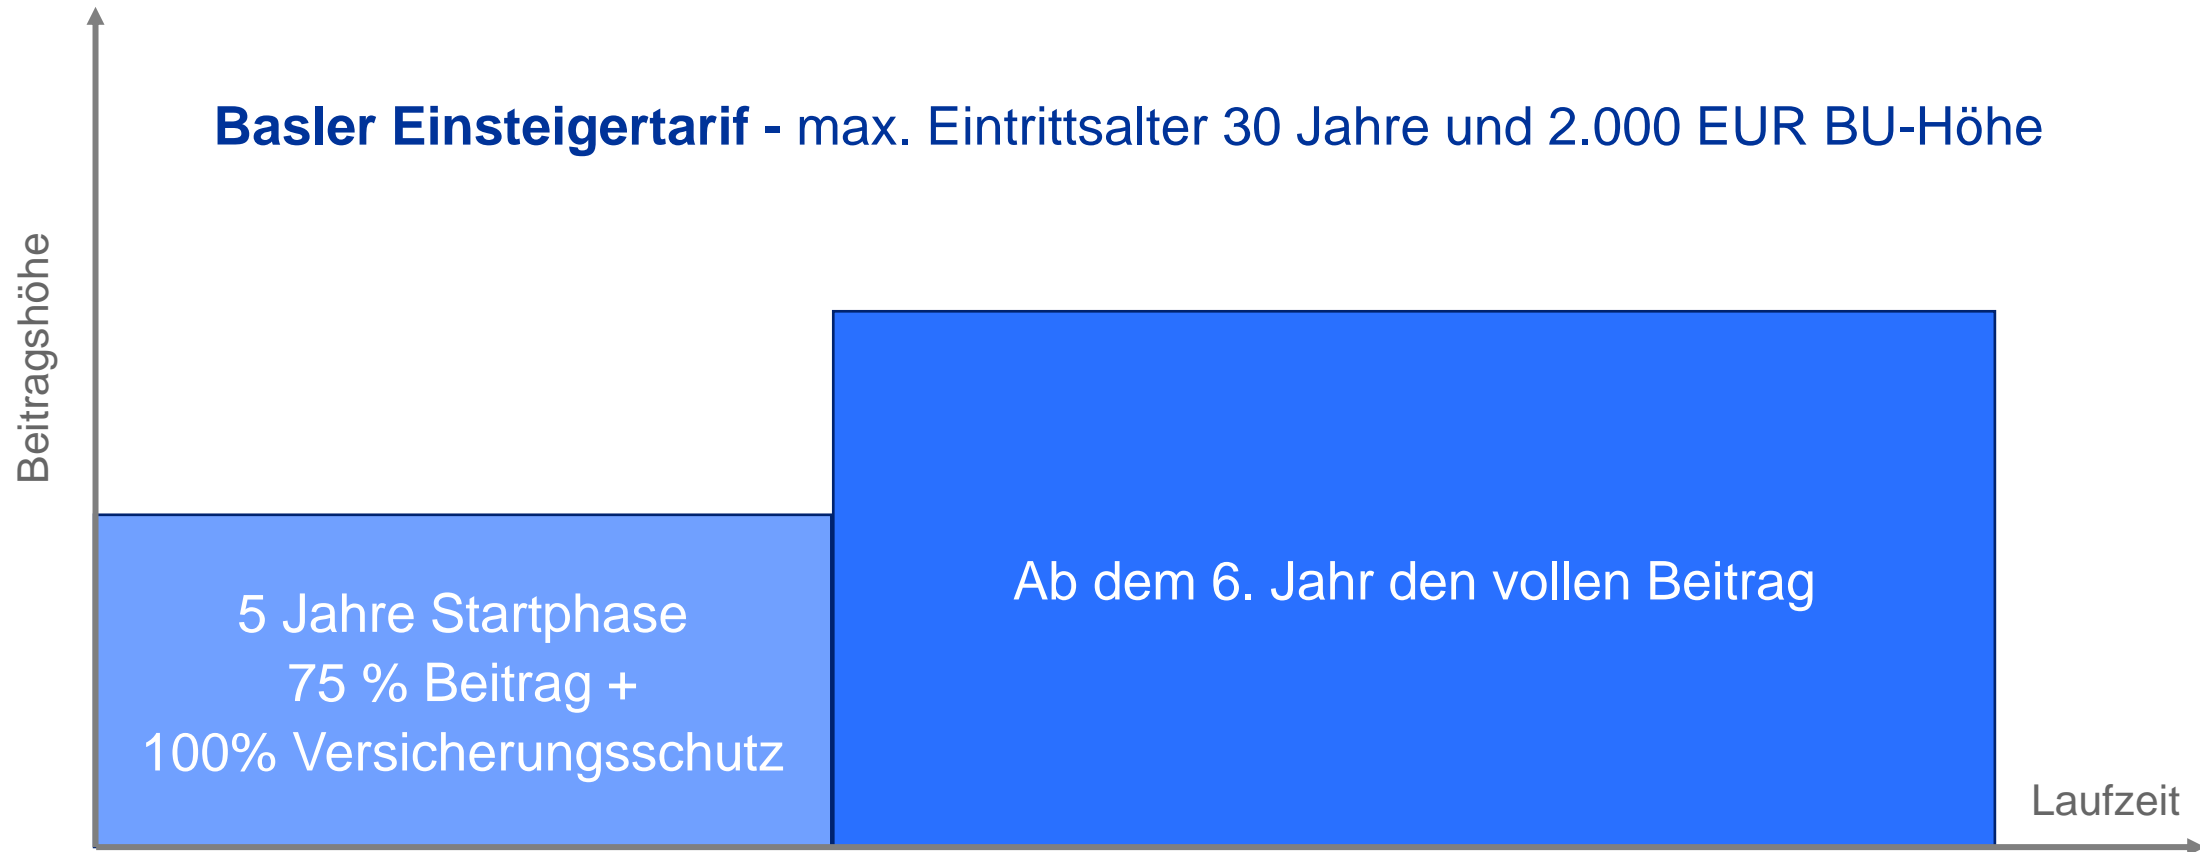 Basler Einsteigertarif - max. Eintrittsalter 30 Jahre und 2.000 EUR BU-Höhe
Beitragshöhe
5 Jahre Startphase
75 % Beitrag +
100% Versicherungsschutz
Ab dem 6. Jahr den vollen Beitrag
Laufzeit